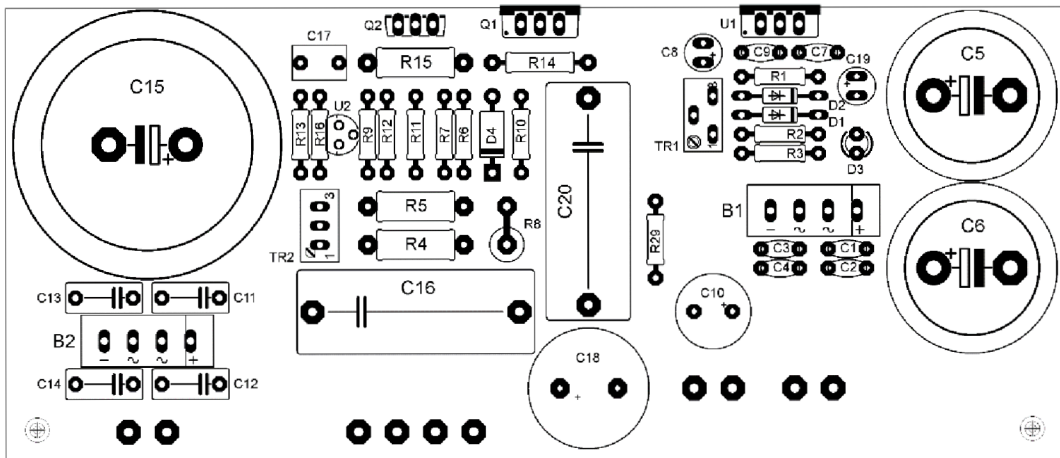 Q2
Q1
U1
C17
R15
R14
C8
C9
C7
C19
C5
C15
R1
D2
D1
R2
R3
TR1
D3
R13
R16
U2
R9
R12
R11
R7
R6
D4
R10
C20
R5
R4
R8
TR2
3
1
R29
B1
C3
C1
C4
C2
C6
C13
C11
C16
C10
B2
C18
C14
C12